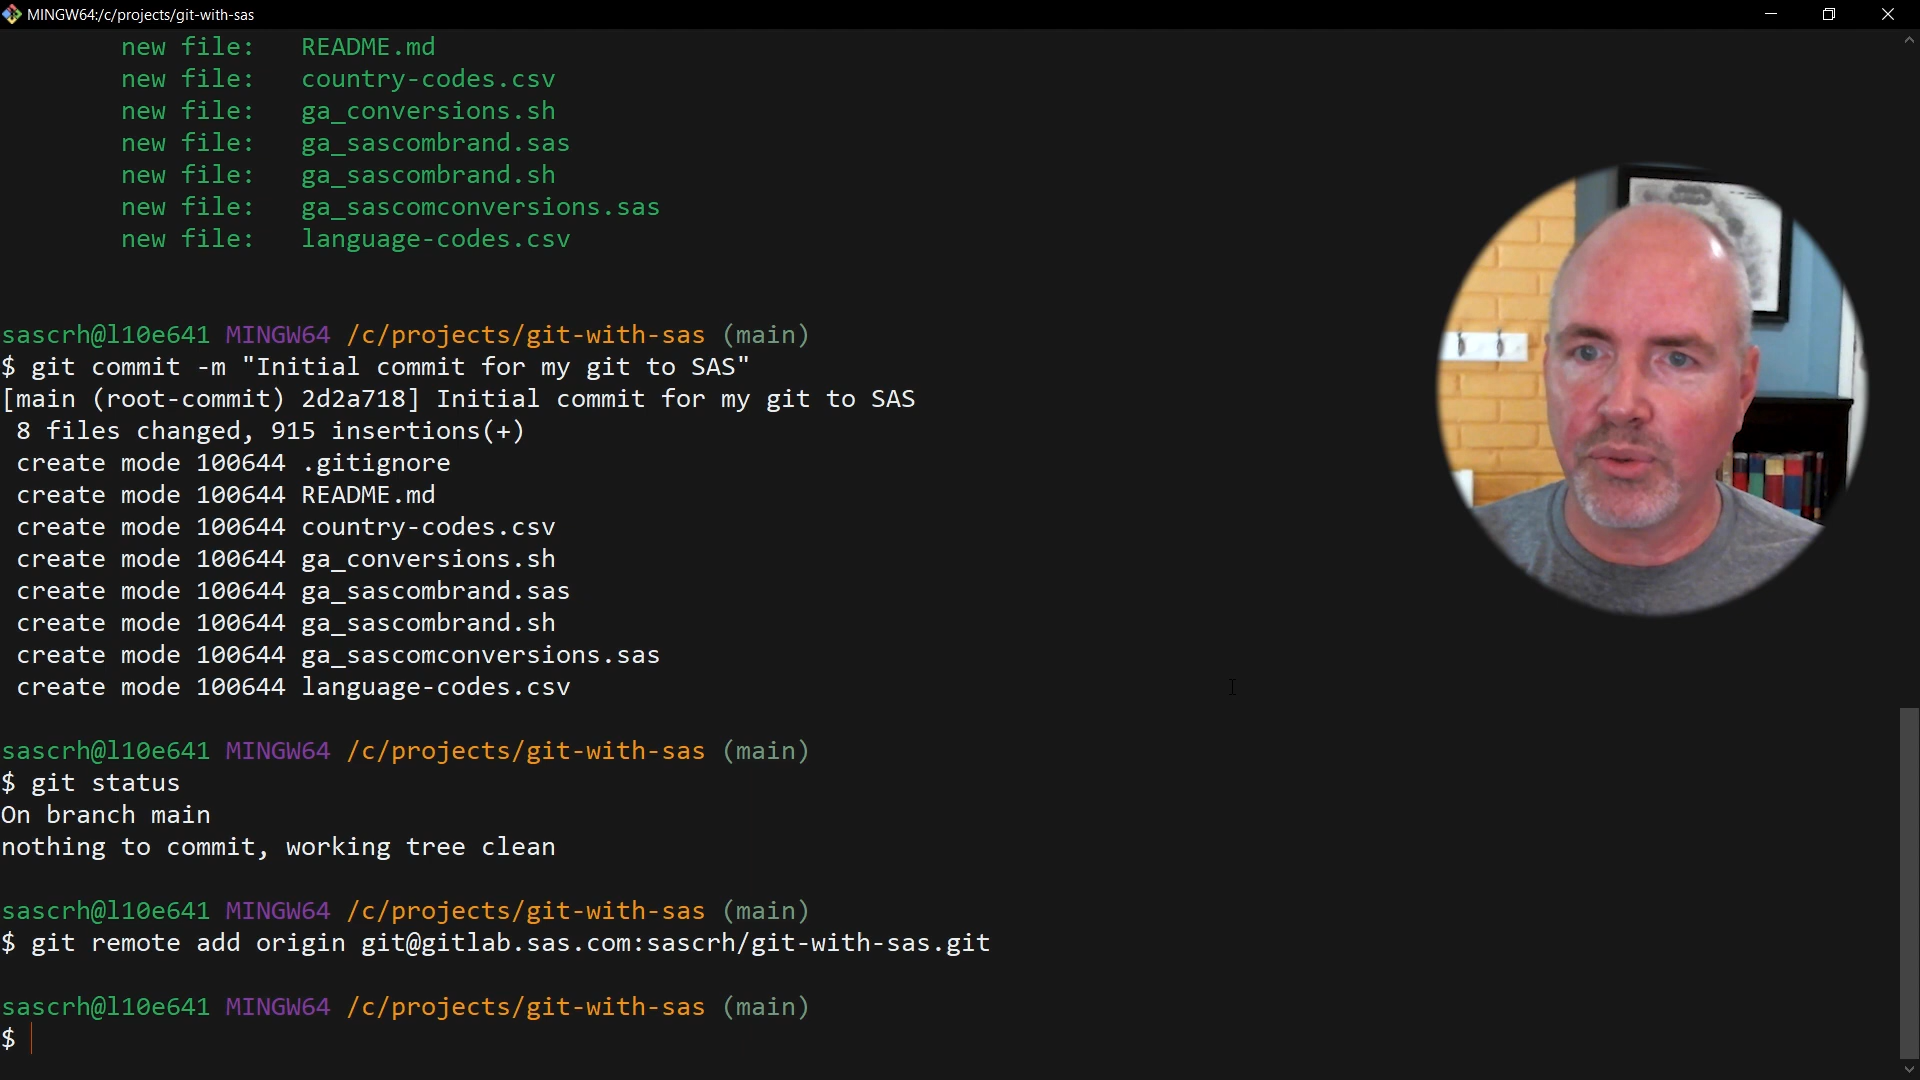 MINGW64:/c/projects/git-with-sas
new file: README.md
new file: country-codes.csv
new file: ga_conversions.sh
new file: ga_sascombrand.sas
new file: ga_sascombrand.sh
new file: ga_sascomconversions.sas
new file: language-codes.csv
sascrh@l10e641 MINGW64 /c/projects/git-with-sas (main)
$ git commit -m "Initial commit for my git to SAS"
[main (root-commit) 2d2a718] Initial commit for my git to SAS
8 files changed, 915 insertions(+)
create mode 100644 .gitignore
create mode 100644 README.md
create mode 100644 country-codes.csv
create mode 100644 ga_conversions.sh
create mode 100644 ga_sascombrand.sas
create mode 100644 ga_sascombrand.sh
create mode 100644 ga_sascomconversions.sas
create mode 100644 language-codes.csv
sascrh@l10e641 MINGW64 /c/projects/git-with-sas (main)
$ git status
On branch main
nothing to commit, working tree clean
sascrh@l10e641 MINGW64 /c/projects/git-with-sas (main)
$ git remote add origin git@gitlab.sas.com:sascrh/git-with-sas.git
sascrh@l10e641 MINGW64 /c/projects/git-with-sas (main)
$